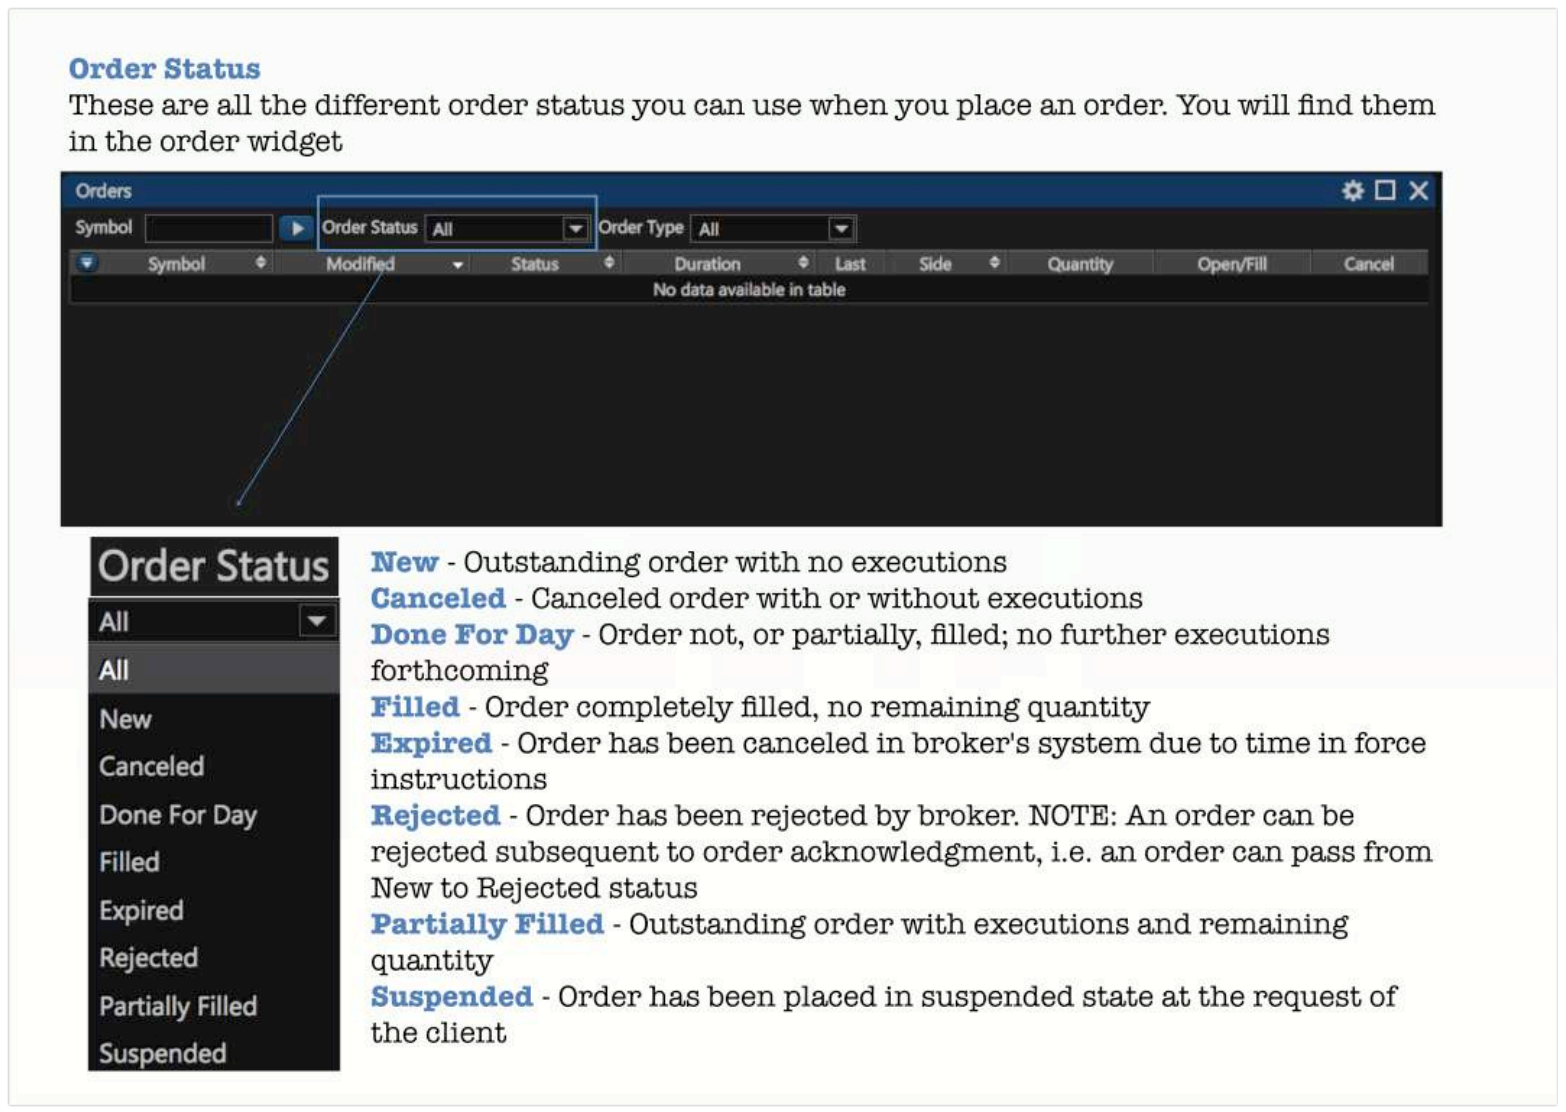 Order Status
These are all the different order status you can use when you place an order. You will find them
in the order widget
Orders
Symbol Order Status All Order Type All
Symbol Modified Status Duration Last Side Quantity Open/Fill Cancel
No data available in table
Order Status
All
All
New
Canceled
Done For Day
Filled
Expired
Rejected
Partially Filled
Suspended
New - Outstanding order with no executions
Canceled - Canceled order with or without executions
Done For Day - Order not, or partially, filled; no further executions
forthcoming
Filled - Order completely filled, no remaining quantity
Expired - Order has been canceled in broker's system due to time in force
instructions
Rejected - Order has been rejected by broker. NOTE: An order can be
rejected subsequent to order acknowledgment, i.e. an order can pass from
New to Rejected status
Partially Filled - Outstanding order with executions and remaining
quantity
Suspended - Order has been placed in suspended state at the request of
the client